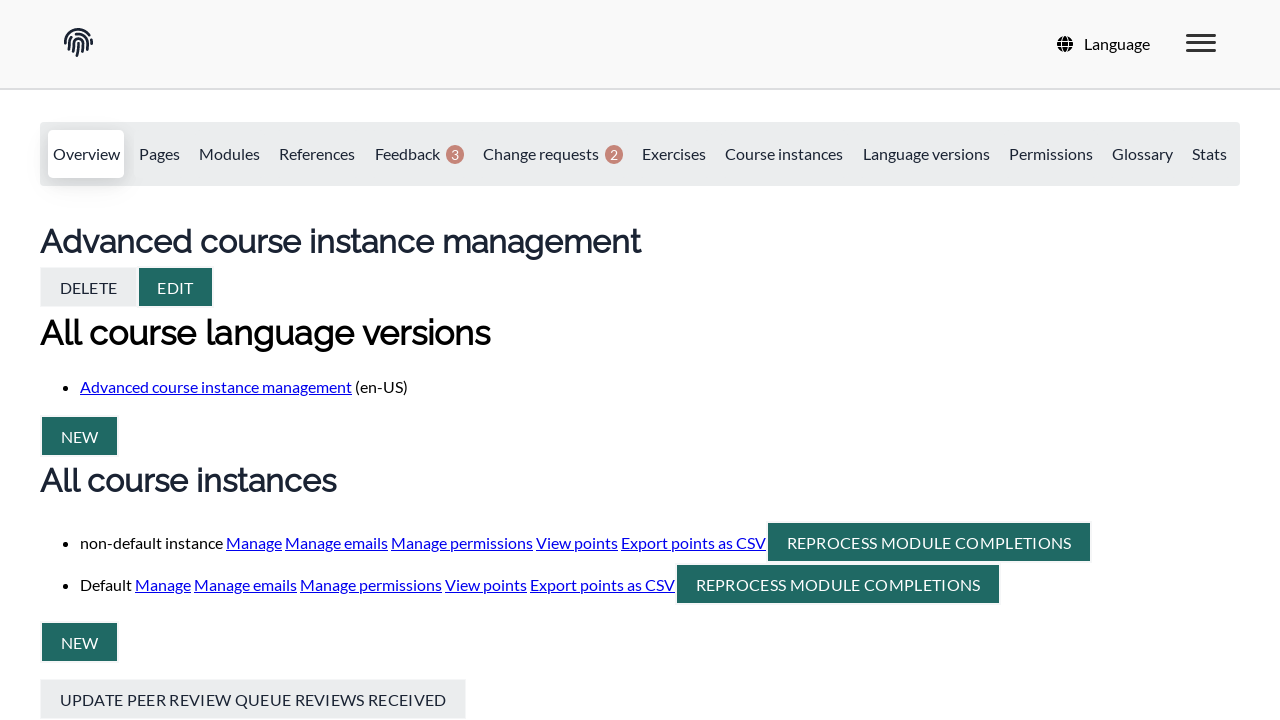 Language
Overview Pages Modules References Feedback 3 Change requests 2 Exercises Course instances Language versions Permissions Glossary Stats
Advanced course instance management
DELETE EDIT
All course language versions
Advanced course instance management (en-US)
NEW
All course instances
non-default instance Manage Manage emails Manage permissions View points Export points as CSV REPROCESS MODULE COMPLETIONS
Default Manage Manage emails Manage permissions View points Export points as CSV REPROCESS MODULE COMPLETIONS
NEW
UPDATE PEER REVIEW QUEUE REVIEWS RECEIVED